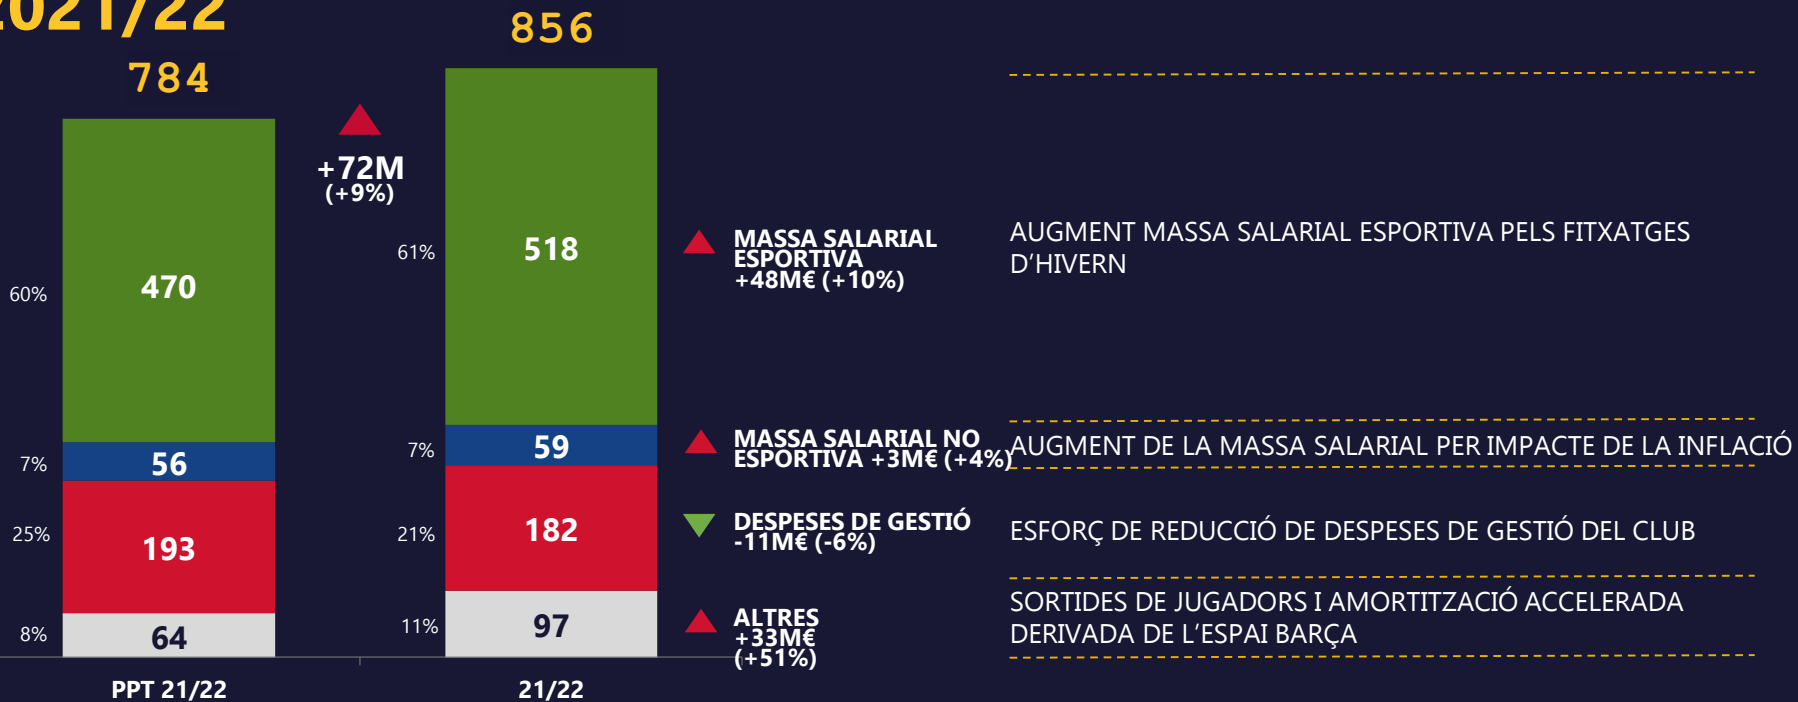 2021/22
784
856
+72M
(+9%)
60%
470
61%
518
MASSA SALARIAL
ESPORTIVA
+48M€ (+10%)
AUGMENT MASSA SALARIAL ESPORTIVA PELS FITXATGES
D’HIVERN
7%
56
7%
59
MASSA SALARIAL NO
ESPORTIVA +3M€ (+4%)
AUGMENT DE LA MASSA SALARIAL PER IMPACTE DE LA INFLACIÓ
25%
193
21%
182
DESPESES DE GESTIÓ
-11M€ (-6%)
ESFORÇ DE REDUCCIÓ DE DESPESES DE GESTIÓ DEL CLUB
8%
64
11%
97
ALTRES
+33M€
(+51%)
SORTIDES DE JUGADORS I AMORTITZACIÓ ACCELERADA
DERIVADA DE L’ESPAI BARÇA
PPT 21/22
21/22